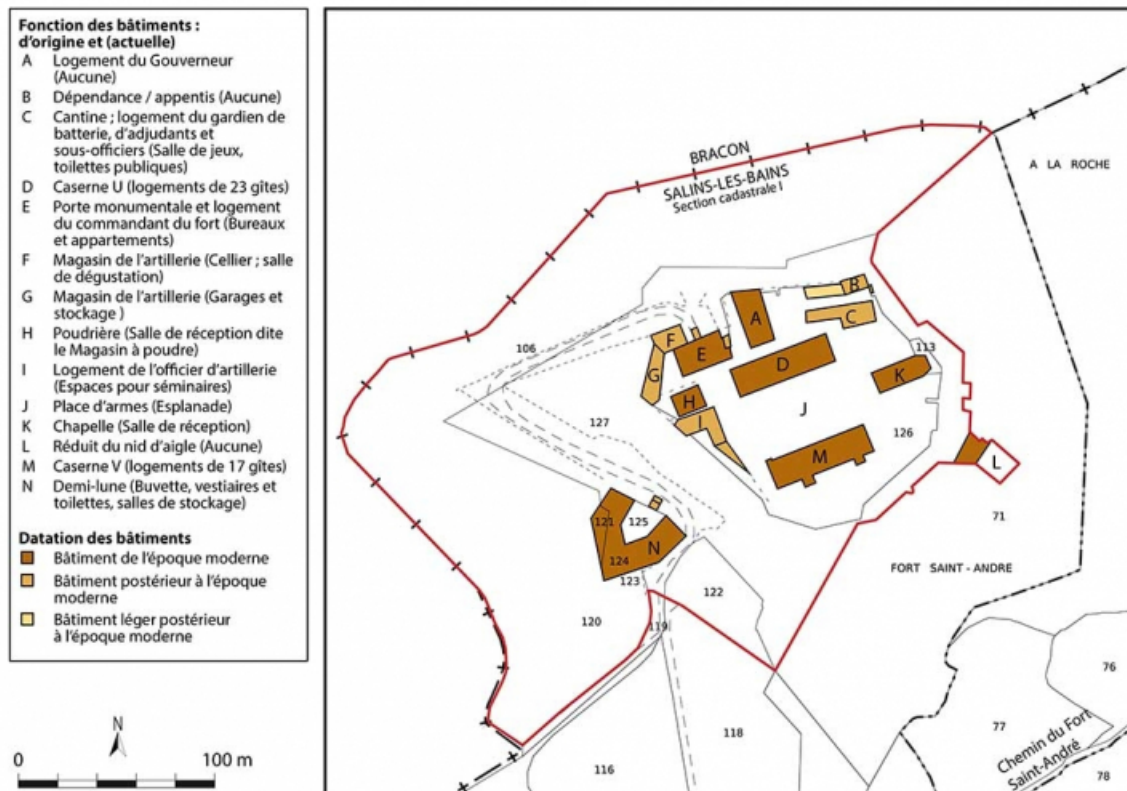 Fonction des bâtiments :
d'origine et (actuelle)
A Logement du Gouverneur
(Aucune)
B Dépendance / appentis (Aucune)
C Cantine ; logement du gardien de
batterie, d'adjudants et
sous-officiers (Salle de jeux,
toilettes publiques)
D Caserne U (logements de 23 gîtes)
E Porte monumentale et logement
du commandant du fort (Bureaux
et appartements)
F Magasin de l'artillerie (Cellier ; salle
de dégustation)
G Magasin de l'artillerie (Garages et
stockage )
H Poudrière (Salle de réception dite
le Magasin à poudre)
I Logement de l'officier d'artillerie
(Espaces pour séminaires)
J Place d'armes (Esplanade)
K Chapelle (Salle de réception)
L Réduit du nid d'aigle (Aucune)
M Caserne V (logements de 17 gîtes)
N Demi-lune (Buvette, vestiaires et
toilettes, salles de stockage)
Datation des bâtiments
Bâtiment de l'époque moderne
Bâtiment postérieur à l'époque
moderne
Bâtiment léger postérieur
à l'époque moderne
N
0 100 m
BRACON
SALINS-LES-BAINS
Section cadastrale I
A LA ROCHE
B
A
C
F
E
106
113
G
D
K
H
J
I
127
126
M
L
121
125
71
124
N
123
FORT SAINT - ANDRE
122
120
119
76
118
77
Chemin du Fort
Saint-André
116
78